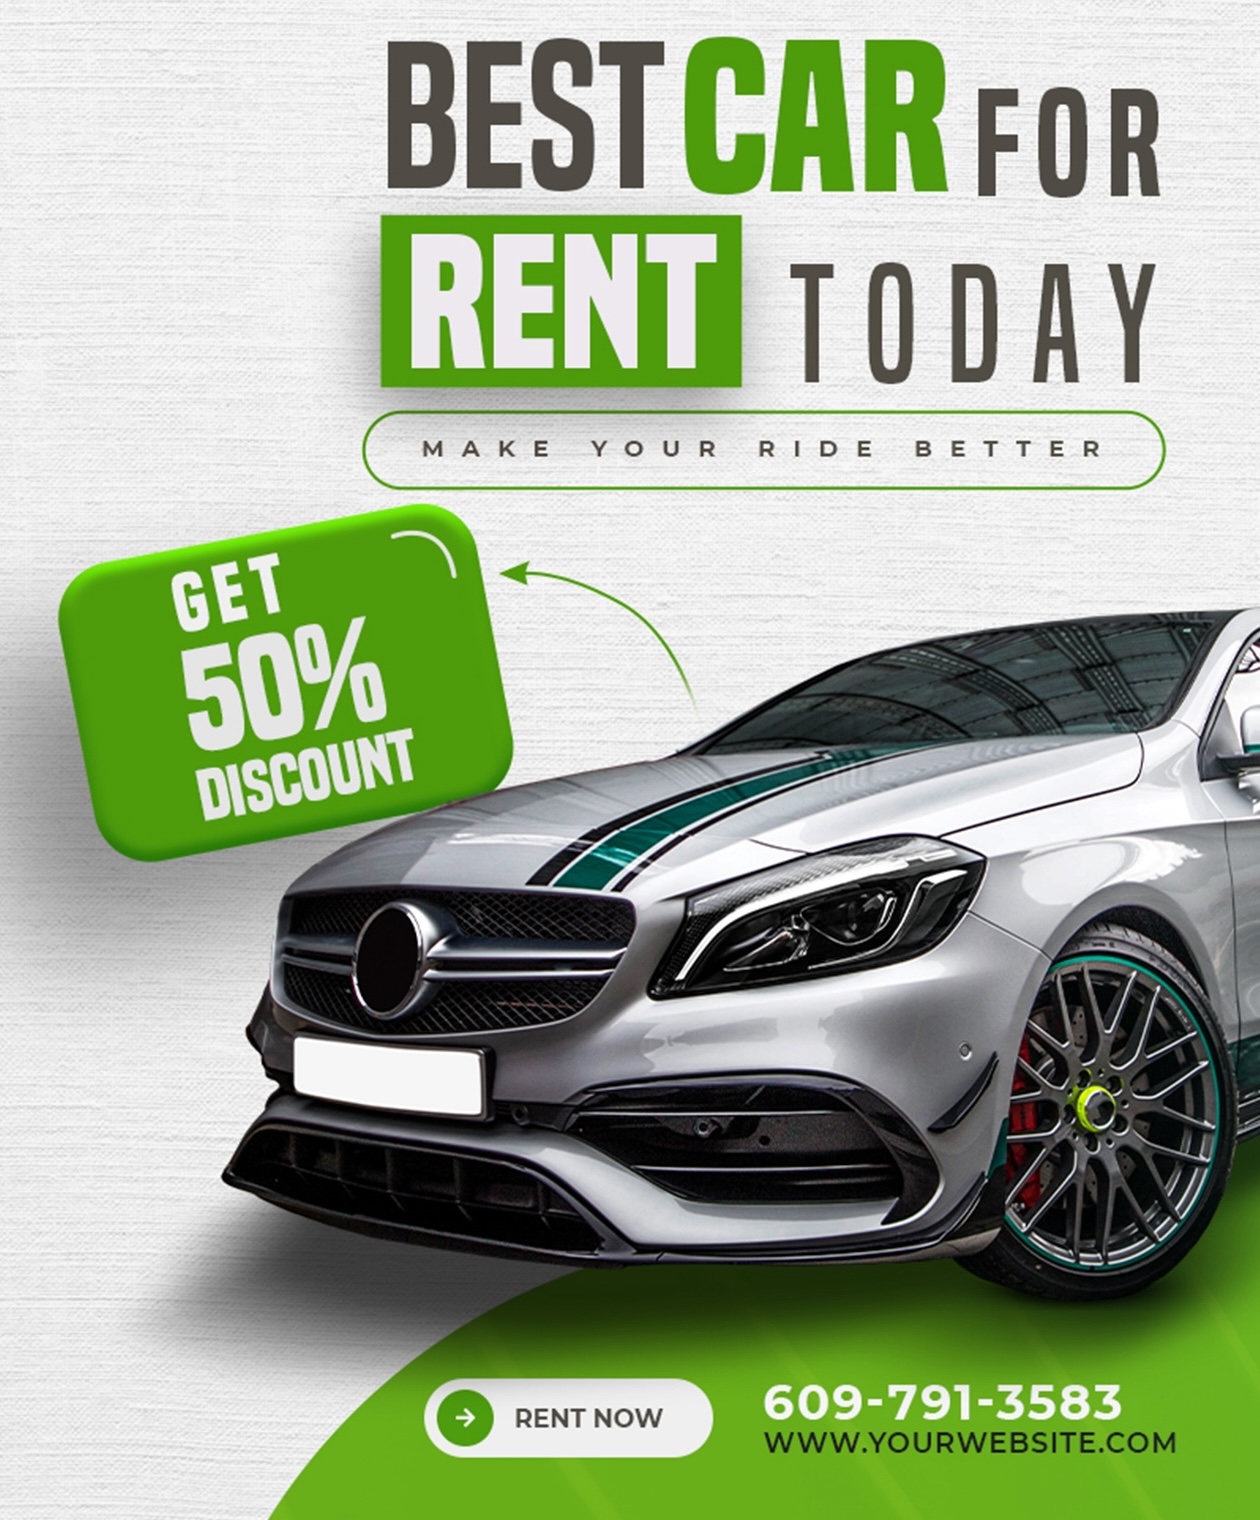 BEST CAR FOR
RENT TODAY
MAKE YOUR RIDE BETTER
GET
50%
DISCOUNT
RENT NOW
609-791-3583
WWW.YOURWEBSITE.COM